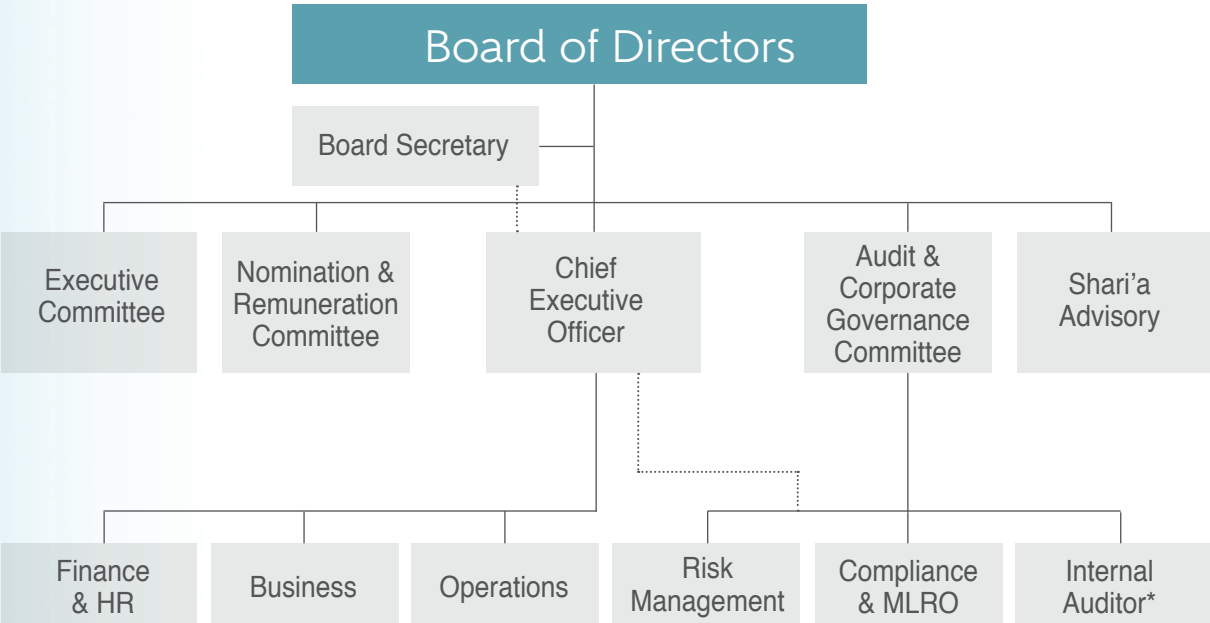 Board of Directors
Board Secretary
Executive
Committee
Nomination &
Remuneration
Committee
Chief
Executive
Officer
Audit &
Corporate
Governance
Committee
Shari’a
Advisory
Finance
& HR
Business
Operations
Risk
Management
Compliance
& MLRO
Internal
Auditor*